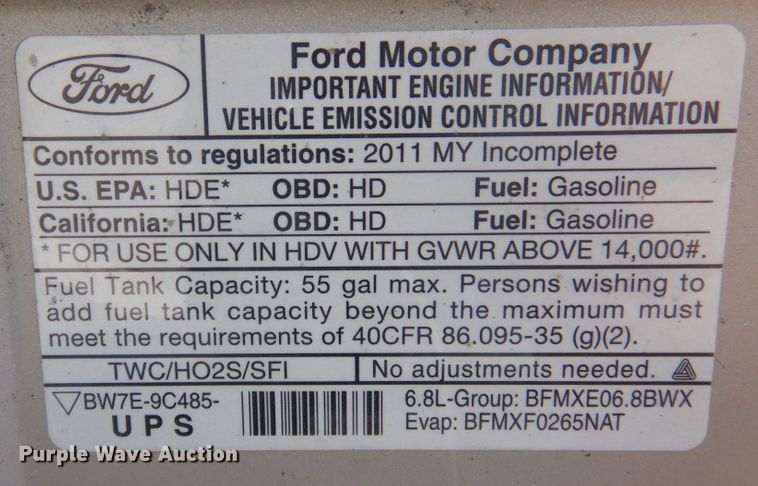 Ford
Ford Motor Company
IMPORTANT ENGINE INFORMATION/
VEHICLE EMISSION CONTROL INFORMATION
Conforms to regulations: 2011 MY Incomplete
U.S. EPA: HDE* OBD: HD Fuel: Gasoline
California: HDE* OBD: HD Fuel: Gasoline
* FOR USE ONLY IN HDV WITH GVWR ABOVE 14,000#.
Fuel Tank Capacity: 55 gal max. Persons wishing to
add fuel tank capacity beyond the maximum must
meet the requirements of 40CFR 86.095-35 (g)(2).
TWC/HO2S/SFI No adjustments needed.
BW7E-9C485- 6.8L-Group: BFMXE06.8BWX
UPS Evap: BFMXF0265NAT
Purple Wave Auction